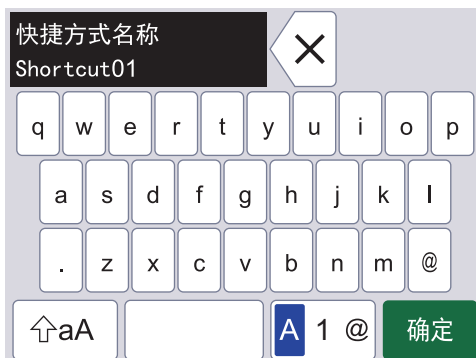 快捷方式名称
Shortcut01
q w e r t y u i o p
a s d f g h j k l
. z x c v b n m @
aA A 1 @ 确定